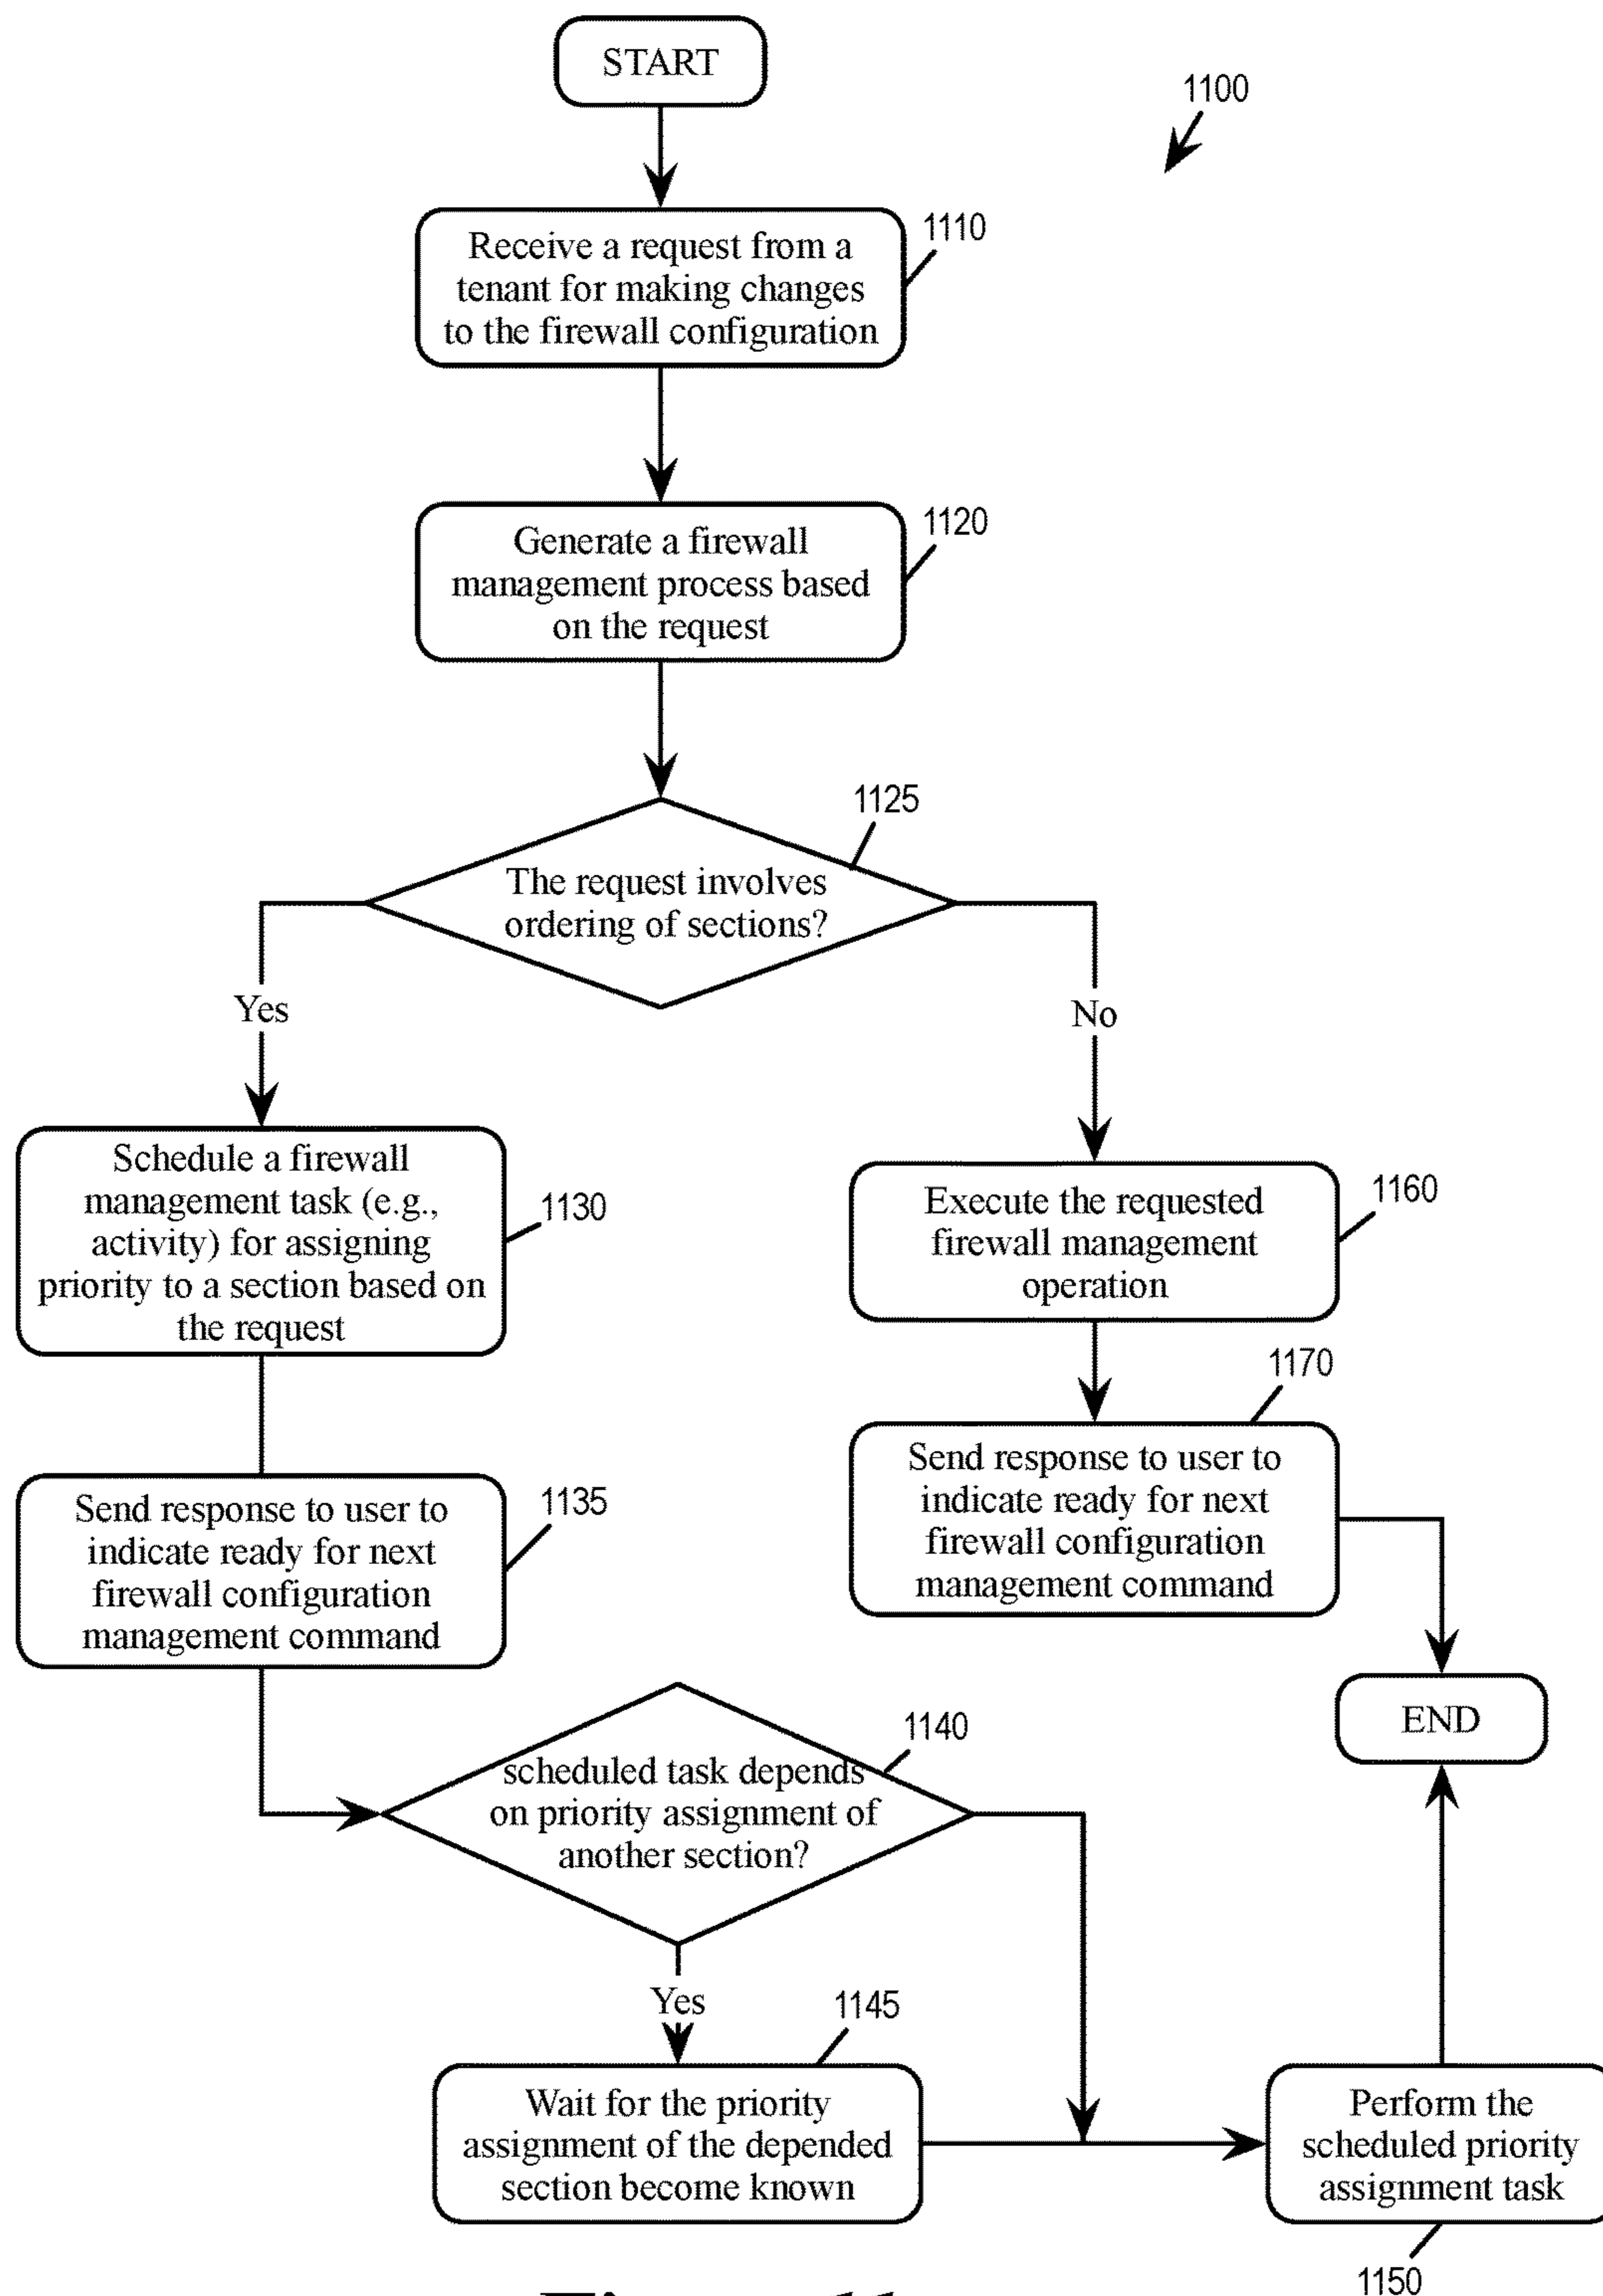 START
1100
1110
Receive a request from a
tenant for making changes
to the firewall configuration
1120
Generate a firewall
management process based
on the request
1125
The request involves
ordering of sections?
Yes
No
Schedule a firewall
management task (e.g.,
activity) for assigning
priority to a section based on
the request
1130
Execute the requested
firewall management
operation
1160
1170
Send response to user to
indicate ready for next
firewall configuration
management command
1135
Send response to user to
indicate ready for next
firewall configuration
management command
END
1140
scheduled task depends
on priority assignment of
another section?
Yes
1145
Wait for the priority
assignment of the depended
section become known
Perform the
scheduled priority
assignment task
1150